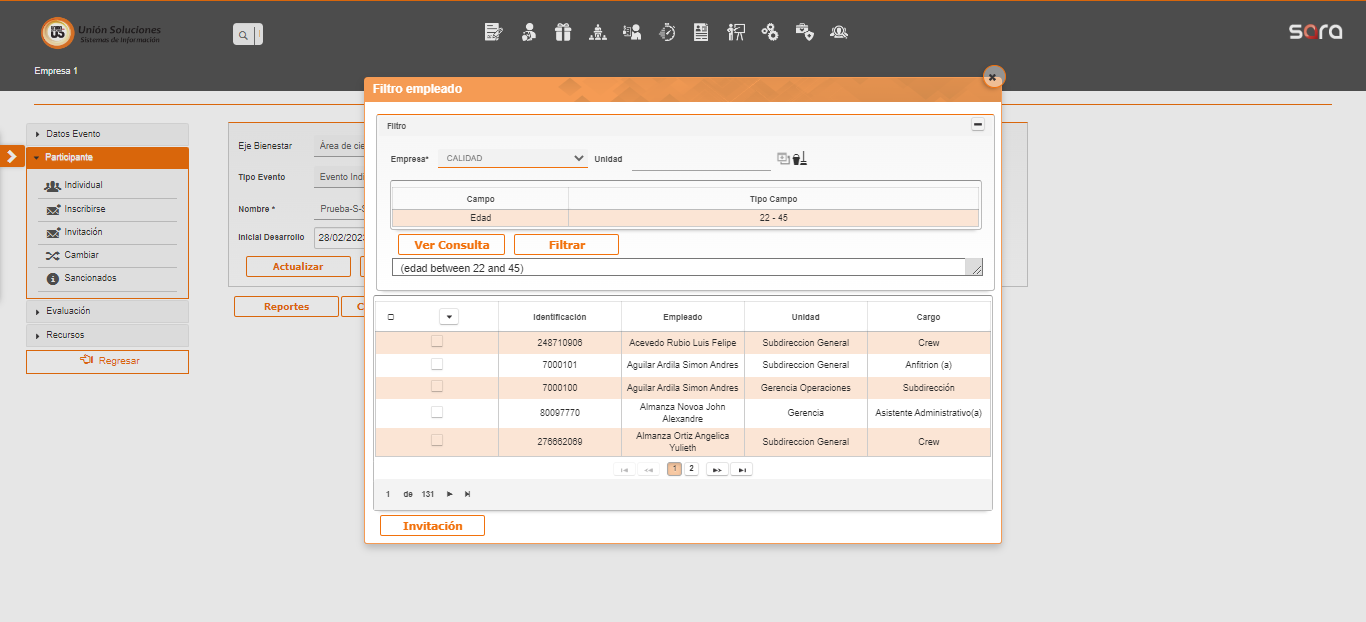 US
Unión Soluciones
Sistemas de Información
sora
Empresa 1
Filtro empleado
Datos Evento
Participante
Individual
Inscribirse
Invitación
Cambiar
Sancionados
Evaluación
Recursos
Regresar
Eje Bienestar
Área de cie
Tipo Evento
Evento Indi
Nombre *
Prueba-S-S
Inicial Desarrollo
28/02/2023
Actualizar
Reportes
C
Filtro
Empresa*
CALIDAD
Unidad
Campo
Tipo Campo
Edad
22 - 45
Ver Consulta
Filtrar
(edad between 22 and 45)
Identificación
Empleado
Unidad
Cargo
248710906
Acevedo Rubio Luis Felipe
Subdireccion General
Crew
7000101
Aguilar Ardila Simon Andres
Subdireccion General
Anfitrion (a)
7000100
Aguilar Ardila Simon Andres
Gerencia Operaciones
Subdirección
80097770
Almanza Novoa John
Alexandre
Gerencia
Asistente Administrativo(a)
276662069
Almanza Ortiz Angelica
Yulieth
Subdireccion General
Crew
1 2
1 de 131
Invitación